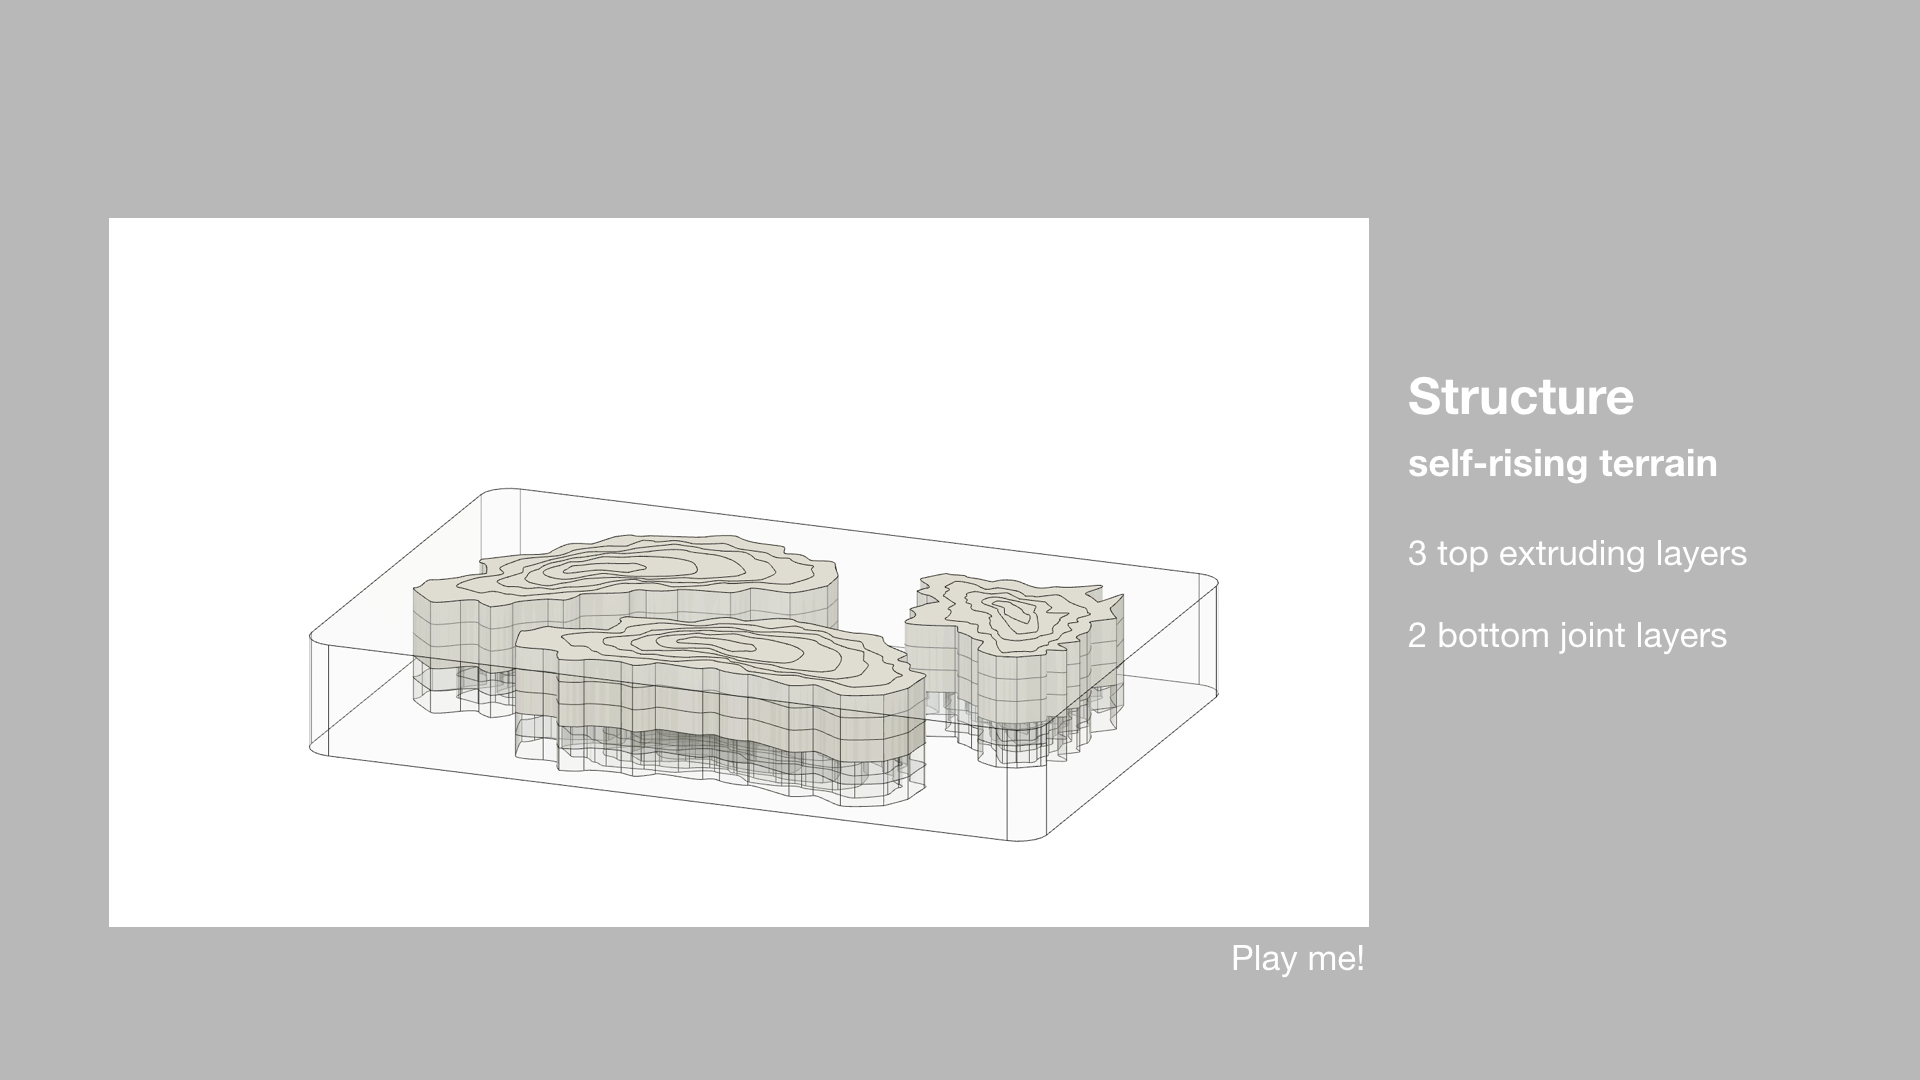 Structure
self-rising terrain
3 top extruding layers
2 bottom joint layers
Play me!